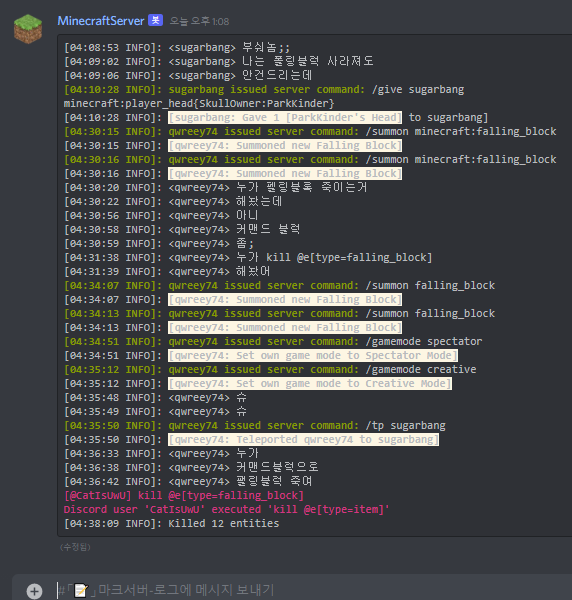 MinecraftServer 봇 오늘 오후 1:08
[04:08:53 INFO]: <sugarbang> 부숴놈;;
[04:09:02 INFO]: <sugarbang> 나는 폴링블럭 사라져도
[04:09:06 INFO]: <sugarbang> 안건드리는데
[04:10:28 INFO]: sugarbang issued server command: /give sugarbang
minecraft:player_head{SkullOwner:ParkKinder}
[04:10:28 INFO]: [sugarbang: Gave 1 [ParkKinder's Head] to sugarbang]
[04:30:15 INFO]: qwreey74 issued server command: /summon minecraft:falling_block
[04:30:15 INFO]: [qwreey74: Summoned new Falling Block]
[04:30:16 INFO]: qwreey74 issued server command: /summon minecraft:falling_block
[04:30:16 INFO]: [qwreey74: Summoned new Falling Block]
[04:30:20 INFO]: <qwreey74> 누가 펠링블록 죽이는거
[04:30:22 INFO]: <qwreey74> 해놨는데
[04:30:56 INFO]: <qwreey74> 아니
[04:30:58 INFO]: <qwreey74> 커맨드 블럭
[04:30:59 INFO]: <qwreey74> 좀;
[04:31:38 INFO]: <qwreey74> 누가 kill @e[type=falling_block]
[04:31:39 INFO]: <qwreey74> 해놨어
[04:34:07 INFO]: qwreey74 issued server command: /summon falling_block
[04:34:07 INFO]: [qwreey74: Summoned new Falling Block]
[04:34:13 INFO]: qwreey74 issued server command: /summon falling_block
[04:34:13 INFO]: [qwreey74: Summoned new Falling Block]
[04:34:51 INFO]: qwreey74 issued server command: /gamemode spectator
[04:34:51 INFO]: [qwreey74: Set own game mode to Spectator Mode]
[04:35:12 INFO]: qwreey74 issued server command: /gamemode creative
[04:35:12 INFO]: [qwreey74: Set own game mode to Creative Mode]
[04:35:48 INFO]: <qwreey74> 슈
[04:35:49 INFO]: <qwreey74> 슈
[04:35:50 INFO]: qwreey74 issued server command: /tp sugarbang
[04:35:50 INFO]: [qwreey74: Teleported qwreey74 to sugarbang]
[04:36:33 INFO]: <qwreey74> 누가
[04:36:38 INFO]: <qwreey74> 커맨드블럭으로
[04:36:42 INFO]: <qwreey74> 팰링블럭 죽여
[@CatIsUwU] kill @e[type=falling_block]
Discord user 'CatIsUwU' executed 'kill @e[type=item]'
[04:38:09 INFO]: Killed 12 entities
(수정됨)
#「📝」마크서버-로그에 메시지 보내기